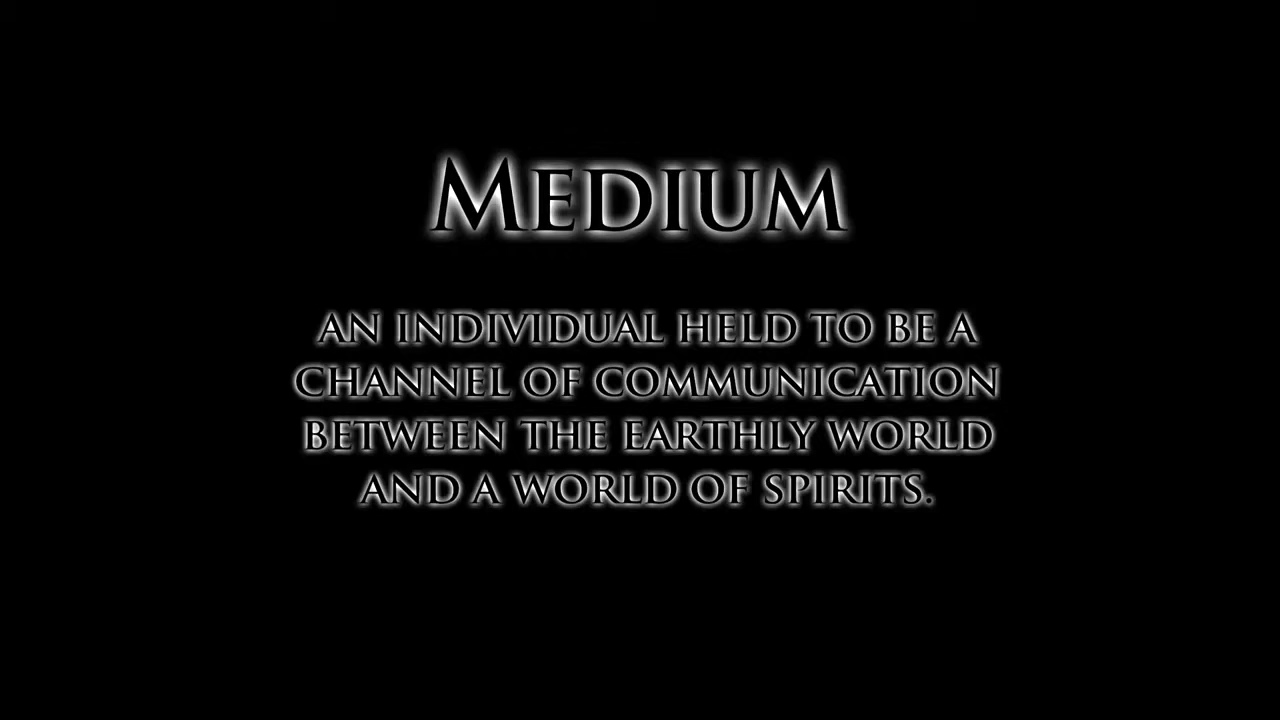 MEDIUM
AN INDIVIDUAL HELD TO BE A
CHANNEL OF COMMUNICATION
BETWEEN THE EARTHLY WORLD
AND A WORLD OF SPIRITS.